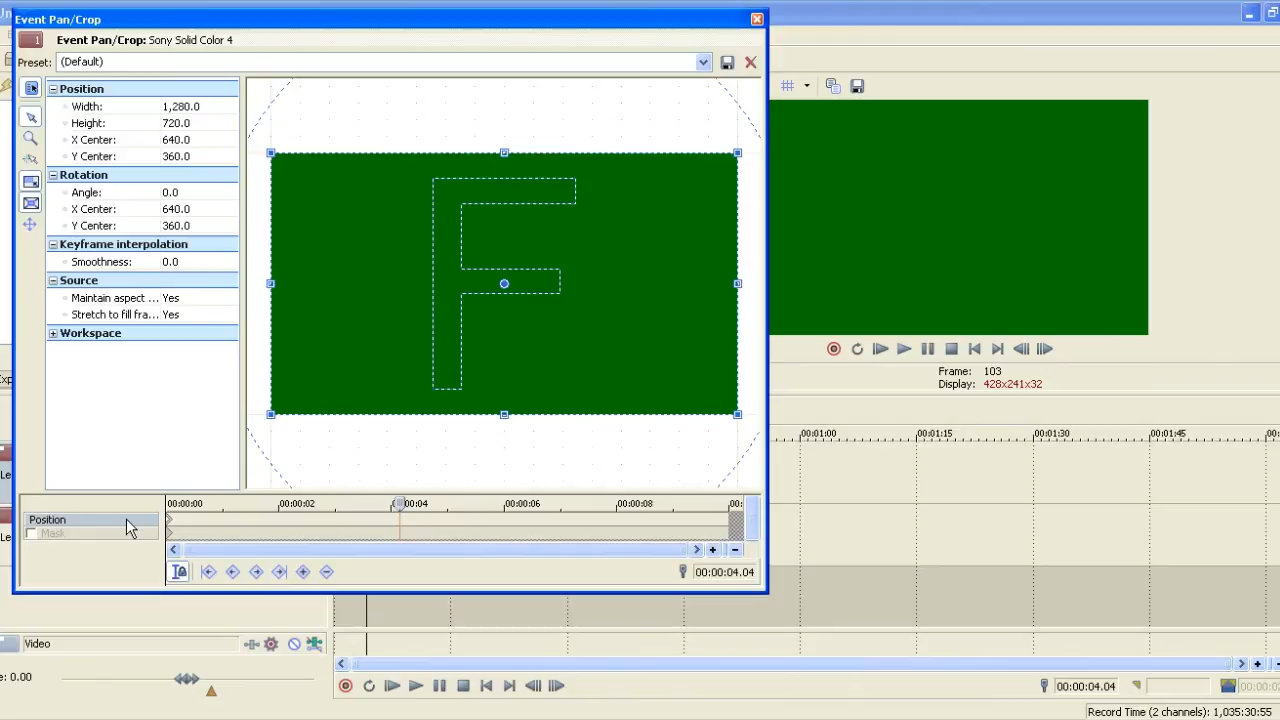 Event Pan/Crop
Event Pan/Crop: Sony Solid Color 4
Preset: (Default)
Position
Width: 1,280.0
Height: 720.0
X Center: 640.0
Y Center: 360.0
Rotation
Angle: 0.0
X Center: 640.0
Y Center: 360.0
Keyframe interpolation
Smoothness: 0.0
Source
Maintain aspect ... Yes
Stretch to fill fra... Yes
Workspace
F
Frame: 103
Display: 428x241x32
00:01:00 00:01:15 00:01:30 00:01:45
00:00:00 00:00:02 00:00:04 00:00:06 00:00:08
Position
Mask
00:00:04.04
Video
0.00
00:00:04.04
Record Time (2 channels): 1,035:30:55